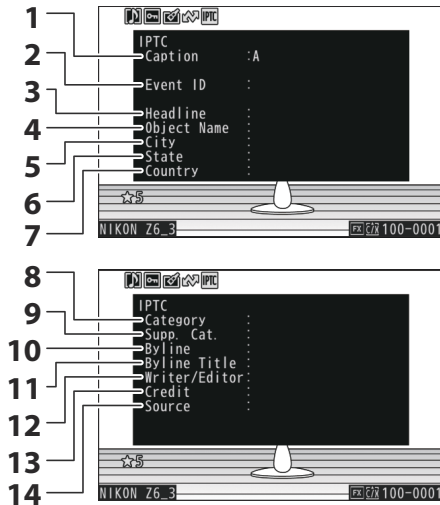 1
2
3
4
5
6
7
IPTC
IPTC
Caption :A
Event ID :
Headline :
Object Name :
City :
State :
Country :
5
NIKON Z6_3
FX 100-0001
8
9
10
11
12
13
14
IPTC
IPTC
Category :
Supp. Cat. :
Byline :
Byline Title :
Writer/Editor:
Credit :
Source :
5
NIKON Z6_3
FX 100-0001